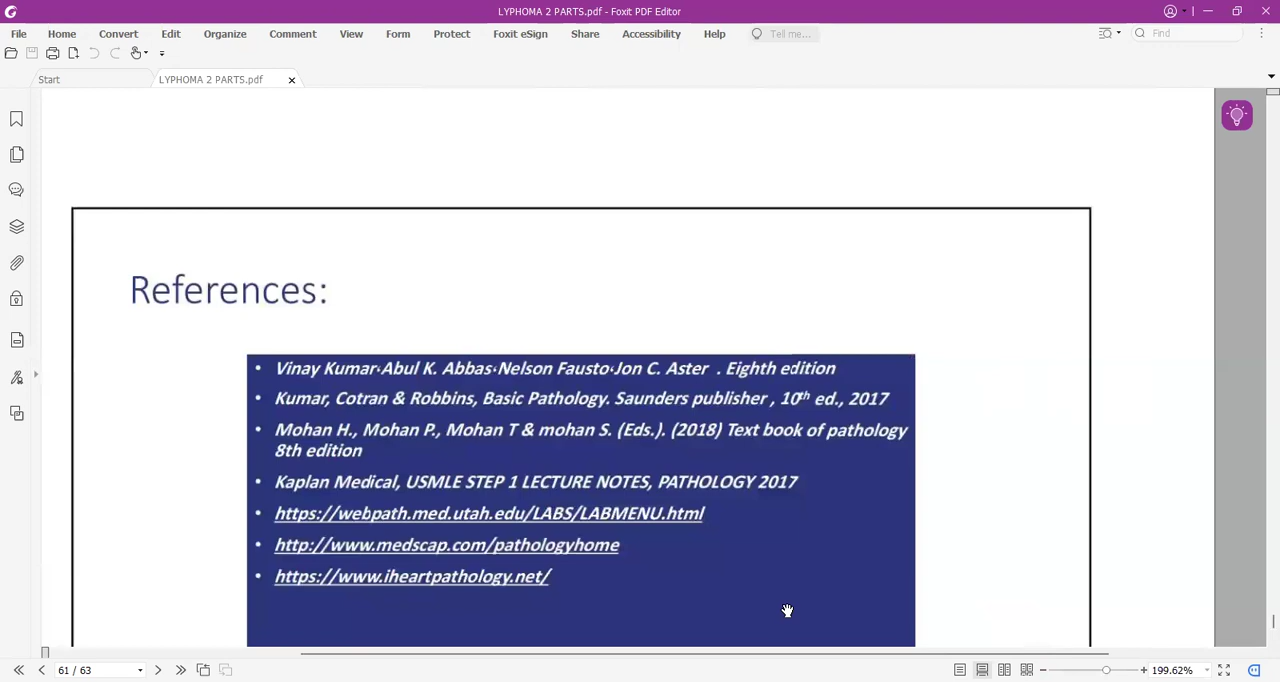 LYPHOMA 2 PARTS.pdf - Foxit PDF Editor
File Home Convert Edit Organize Comment View Form Protect Foxit eSign Share Accessibility Help Tell me... Find
Start LYPHOMA 2 PARTS.pdf
References:
• Vinay Kumar·Abul K. Abbas·Nelson Fausto·Jon C. Aster . Eighth edition
• Kumar, Cotran & Robbins, Basic Pathology. Saunders publisher , 10th ed., 2017
• Mohan H., Mohan P., Mohan T & mohan S. (Eds.). (2018) Text book of pathology
8th edition
• Kaplan Medical, USMLE STEP 1 LECTURE NOTES, PATHOLOGY 2017
• https://webpath.med.utah.edu/LABS/LABMENU.html
• http://www.medscap.com/pathologyhome
• https://www.iheartpathology.net/
61 / 63 199.62%